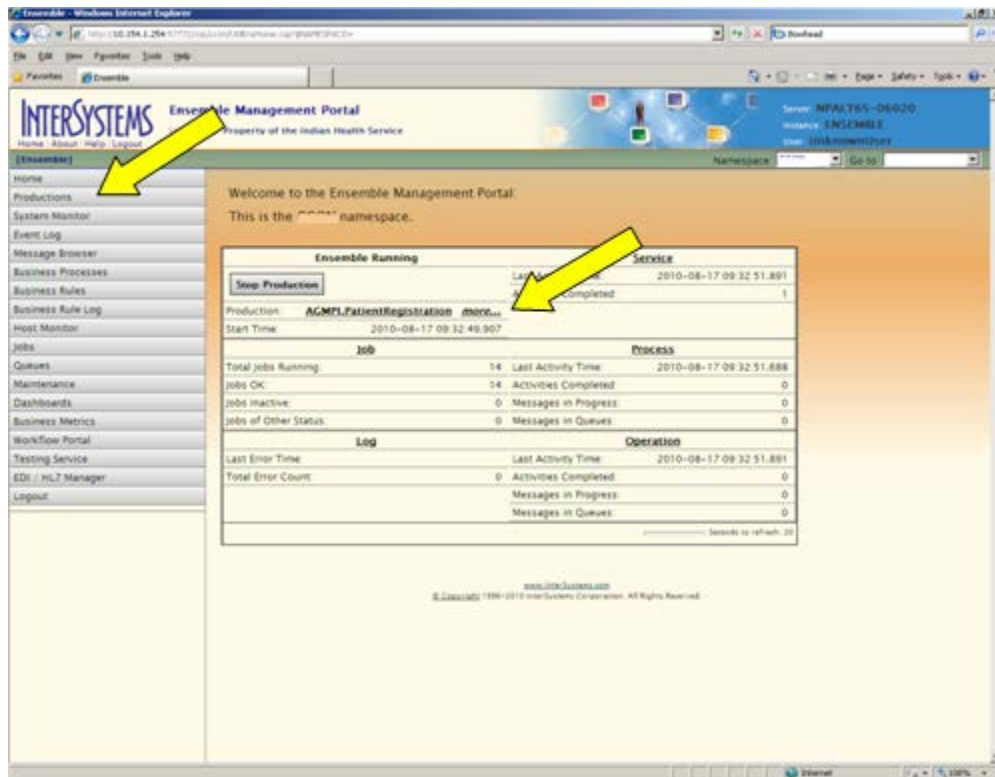 Ensemble - Windows Internet Explorer
Bowhead
File Edit View Favorites Tools Help
Favorites Ensemble
Page Safety Tools
INTERSYSTEMS
Ensemble Management Portal
Property of the Indian Health Service
Home About Help Logout
Server: NPALT65-06020
Instance: ENSEMBLE
User: UnknownUser
[Ensemble]
Namespace
Go to
Home
Productions
System Monitor
Event Log
Message Browser
Business Processes
Business Rules
Business Rule Log
Host Monitor
Jobs
Queues
Maintenance
Dashboards
Business Metrics
Workflow Portal
Testing Service
EDI / HL7 Manager
Logout
Welcome to the Ensemble Management Portal.
This is the namespace.
Ensemble Running
Stop Production
Production: AGMPI.PatientRegistration more...
Start Time: 2010-08-17 09:32:49.907
Service
2010-08-17 09:32:51.891
Completed: 1
Job
Total Jobs Running: 14
Jobs OK: 14
Jobs Inactive: 0
Jobs of Other Status: 0
Process
Last Activity Time: 2010-08-17 09:32:51.688
Activities Completed: 0
Messages in Progress: 0
Messages in Queues: 0
Log
Last Error Time:
Total Error Count: 0
Operation
Last Activity Time: 2010-08-17 09:32:51.891
Activities Completed: 0
Messages in Progress: 0
Messages in Queues: 0
Seconds to refresh: 20
www.InterSystems.com
© Copyright 1996-2010 InterSystems Corporation. All Rights Reserved.
Internet
100%